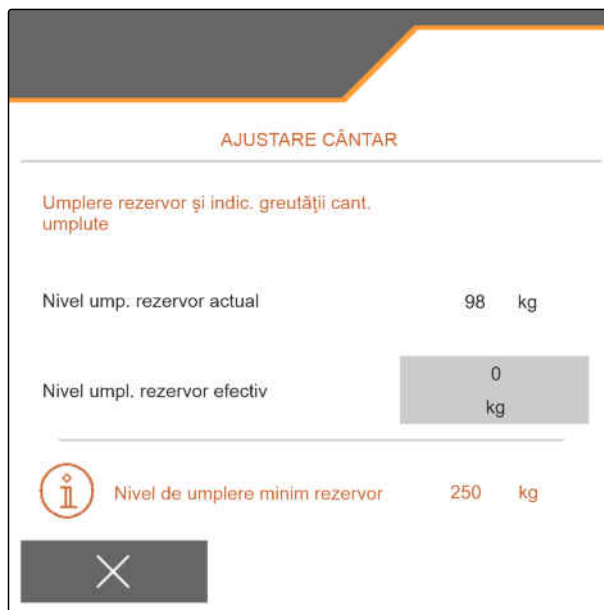 AJUSTARE CÂNTAR
Umplere rezervor şi indic. greutăţii cant.
umplute
Nivel ump. rezervor actual 98 kg
Nivel umpl. rezervor efectiv 0 kg
Nivel de umplere minim rezervor 250 kg